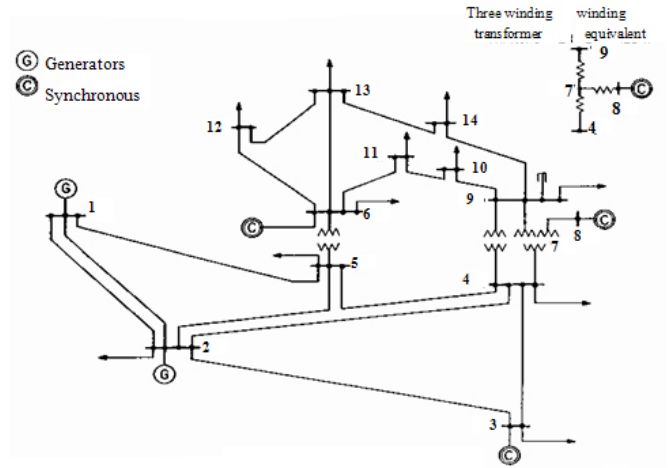 Three winding winding
transformer equivalent
9
G Generators
7
C
8
C Synchronous
4
13
14
12
11
10
G
9
1
6
C
C
8
7
5
4
2
G
3
C